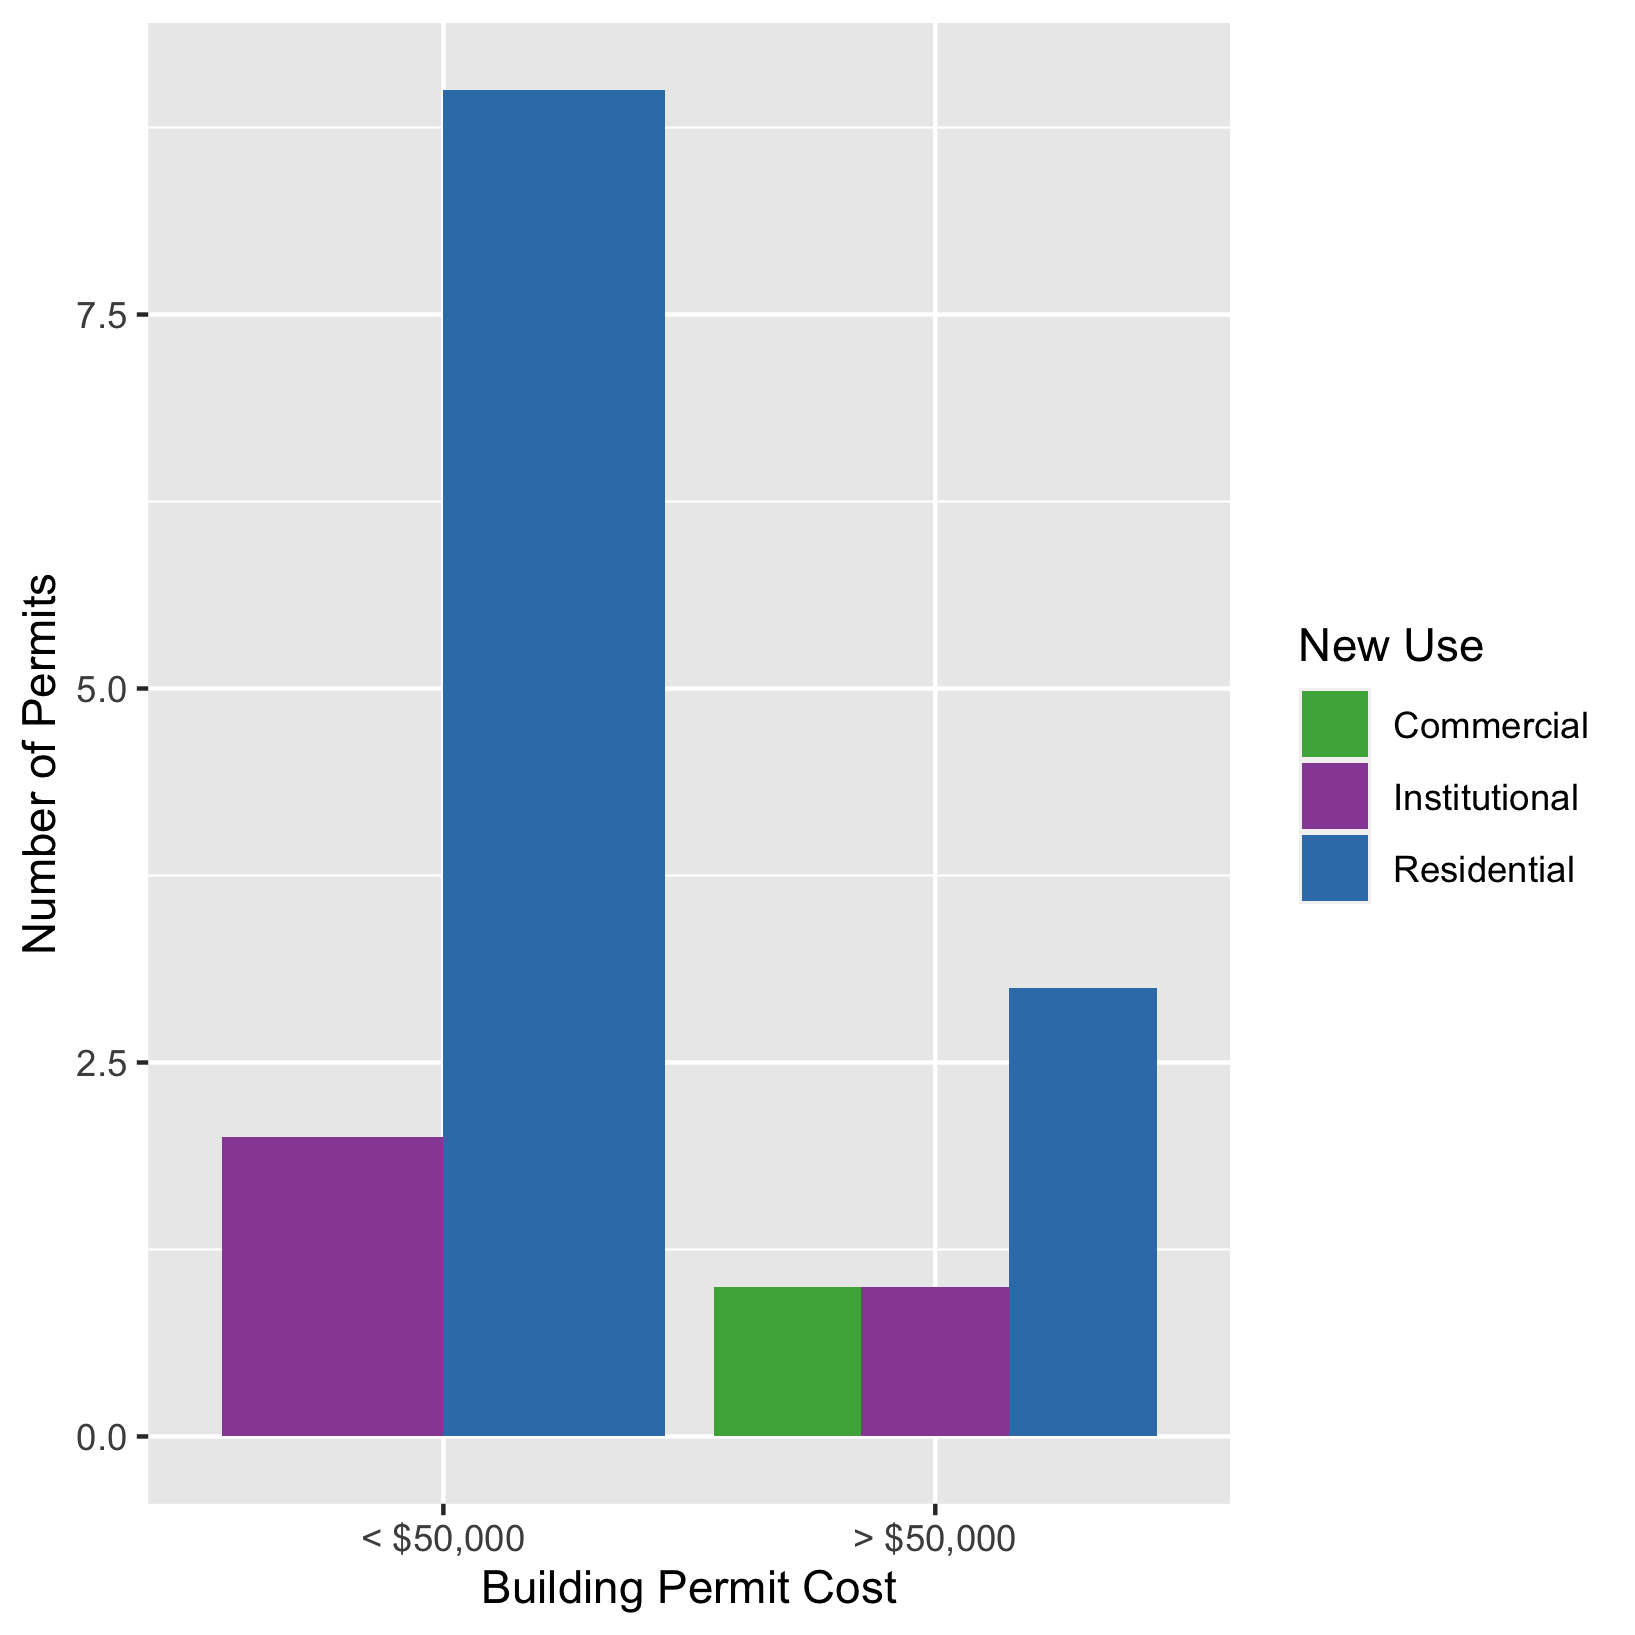 Number of Permits
7.5
5.0
2.5
0.0
< $50,000
> $50,000
Building Permit Cost
New Use
Commercial
Institutional
Residential